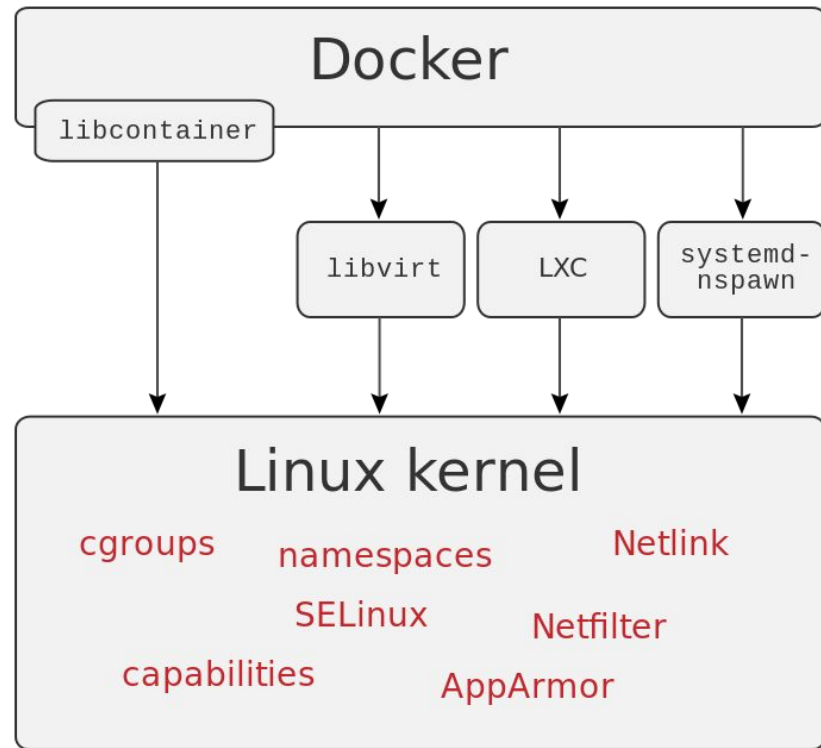 Docker
libcontainer
libvirt
LXC
systemd-
nspawn
Linux kernel
cgroups
namespaces
Netlink
SELinux
Netfilter
capabilities
AppArmor